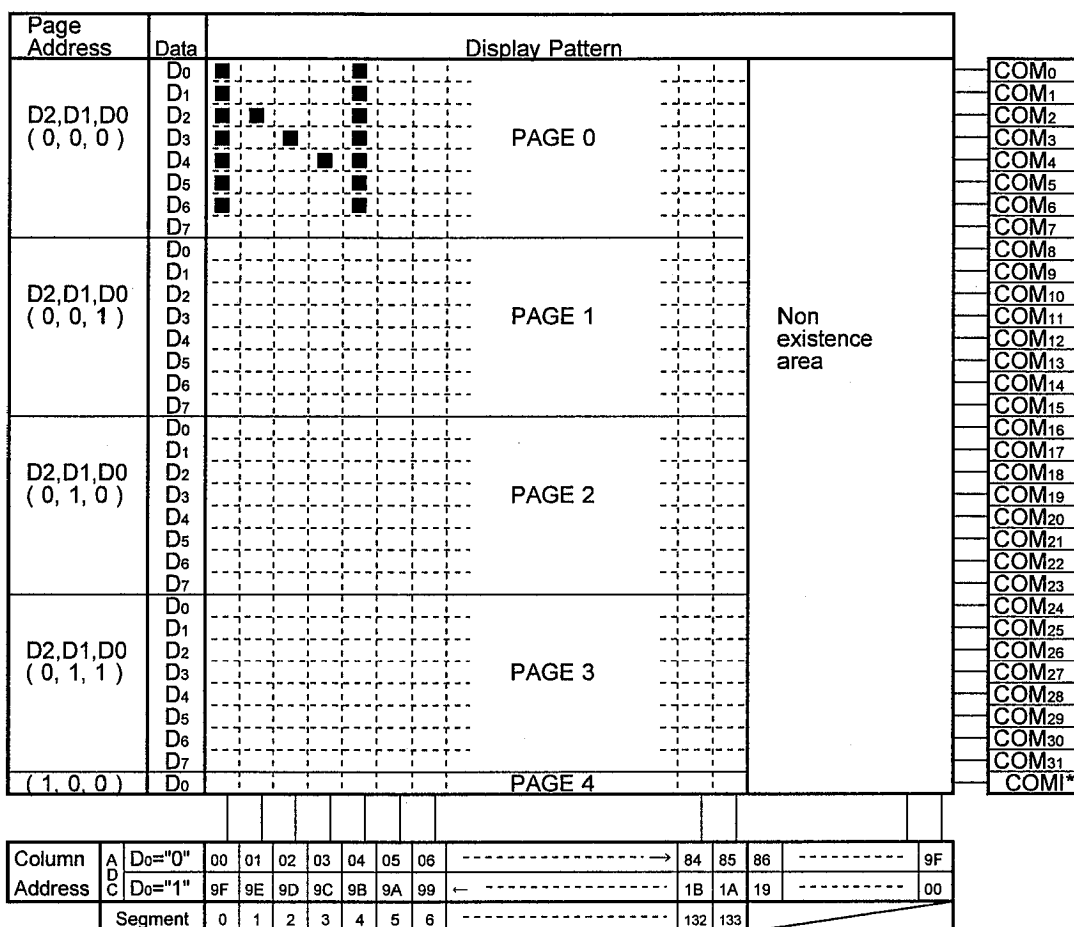 Page
Address Data Display Pattern
D0 COM0
D1 COM1
D2,D1,D0 D2 COM2
( 0, 0, 0 ) D3 PAGE 0 COM3
D4 COM4
D5 COM5
D6 COM6
D7 COM7
D0 COM8
D1 COM9
D2,D1,D0 D2 COM10
( 0, 0, 1 ) D3 PAGE 1 Non COM11
D4 existence COM12
D5 area COM13
D6 COM14
D7 COM15
D0 COM16
D1 COM17
D2,D1,D0 D2 COM18
( 0, 1, 0 ) D3 PAGE 2 COM19
D4 COM20
D5 COM21
D6 COM22
D7 COM23
D0 COM24
D1 COM25
D2,D1,D0 D2 COM26
( 0, 1, 1 ) D3 PAGE 3 COM27
D4 COM28
D5 COM29
D6 COM30
D7 COM31
( 1, 0, 0 ) D0 PAGE 4 COMI*
Column ADC D0="0" 00 01 02 03 04 05 06 84 85 86 9F
Address D0="1" 9F 9E 9D 9C 9B 9A 99 1B 1A 19 00
Segment 0 1 2 3 4 5 6 132 133